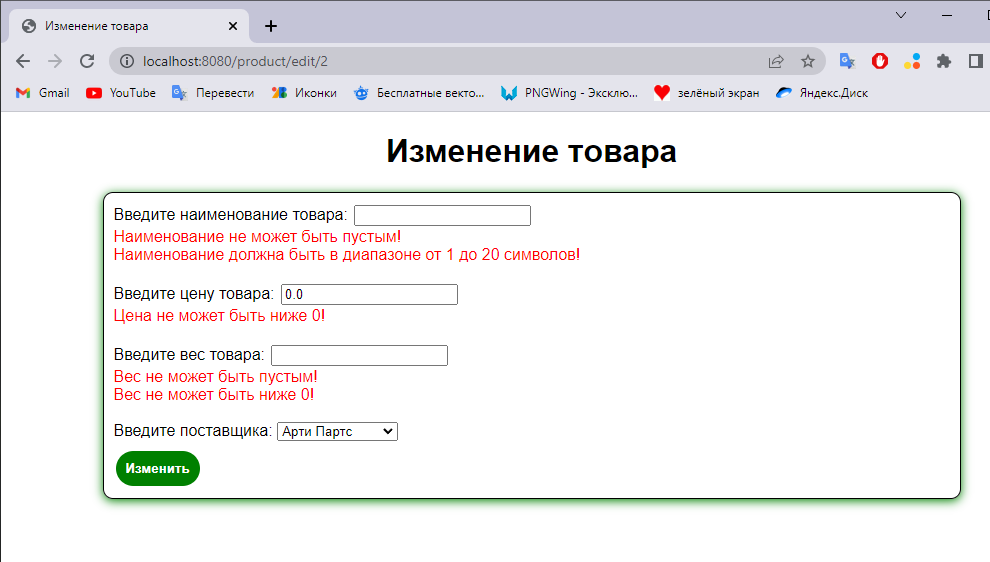 Изменение товара
localhost:8080/product/edit/2
Gmail YouTube Перевести Иконки Бесплатные векто... PNGWing - Эксклю... зелёный экран Яндекс.Диск
Изменение товара
Введите наименование товара:
Наименование не может быть пустым!
Наименование должна быть в диапазоне от 1 до 20 символов!
Введите цену товара: 0.0
Цена не может быть ниже 0!
Введите вес товара:
Вес не может быть пустым!
Вес не может быть ниже 0!
Введите поставщика: Арти Партс
Изменить